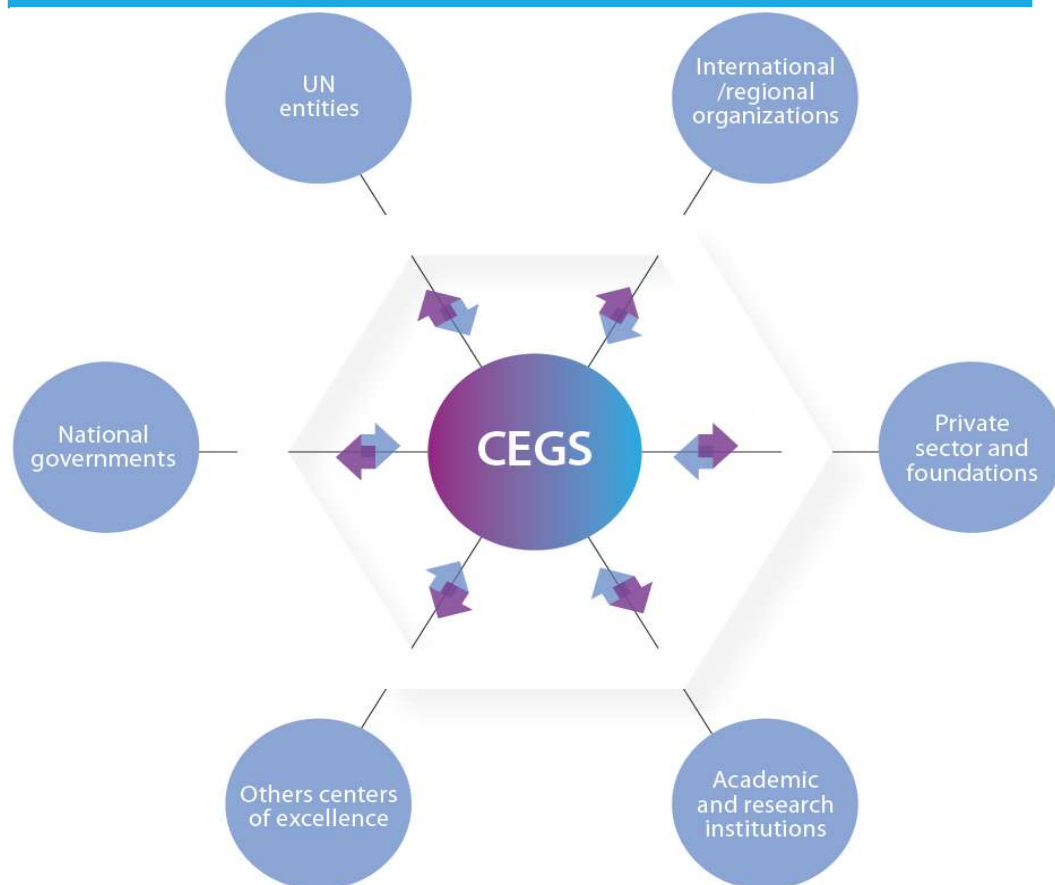 UN
entities
International
/regional
organizations
National
governments
CEGS
Private
sector and
foundations
Others centers
of excellence
Academic
and research
institutions